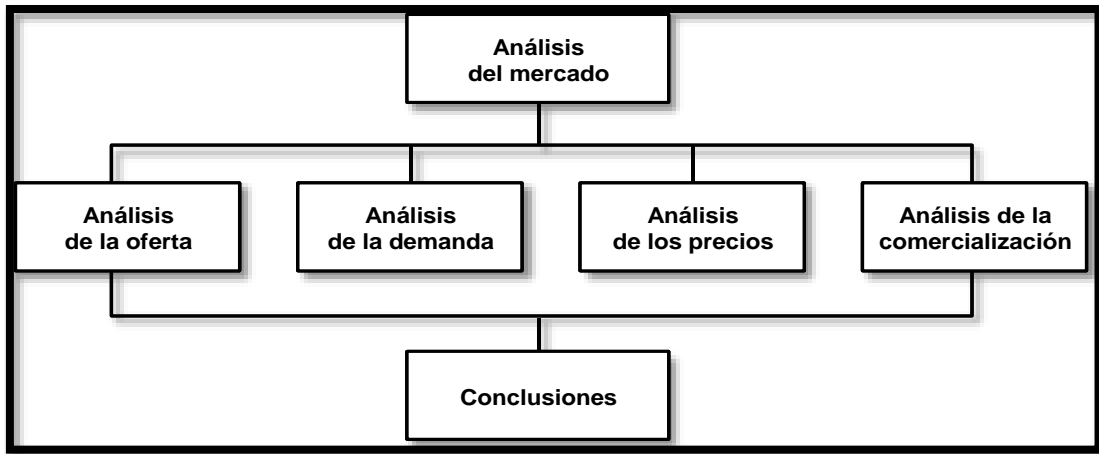 Análisis
del mercado
Análisis
de la oferta
Análisis
de la demanda
Análisis
de los precios
Análisis de la
comercialización
Conclusiones